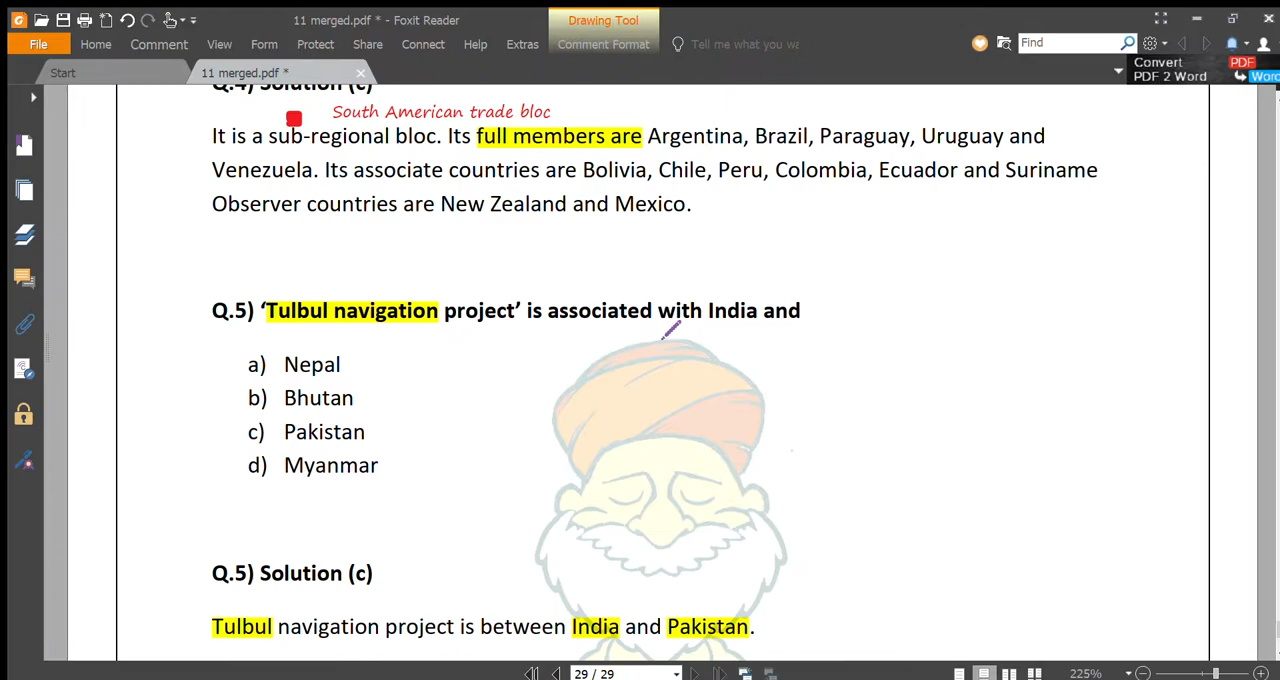 11 merged.pdf * - Foxit Reader
Drawing Tool
File Home Comment View Form Protect Share Connect Help Extras Comment Format Tell me what you wa Find
Start 11 merged.pdf *
Convert PDF
PDF 2 Word Word
Q.4) Solution (c)
South American trade bloc
It is a sub-regional bloc. Its full members are Argentina, Brazil, Paraguay, Uruguay and
Venezuela. Its associate countries are Bolivia, Chile, Peru, Colombia, Ecuador and Suriname
Observer countries are New Zealand and Mexico.
Q.5) ‘Tulbul navigation project’ is associated with India and
a) Nepal
b) Bhutan
c) Pakistan
d) Myanmar
Q.5) Solution (c)
Tulbul navigation project is between India and Pakistan.
29 / 29 225%